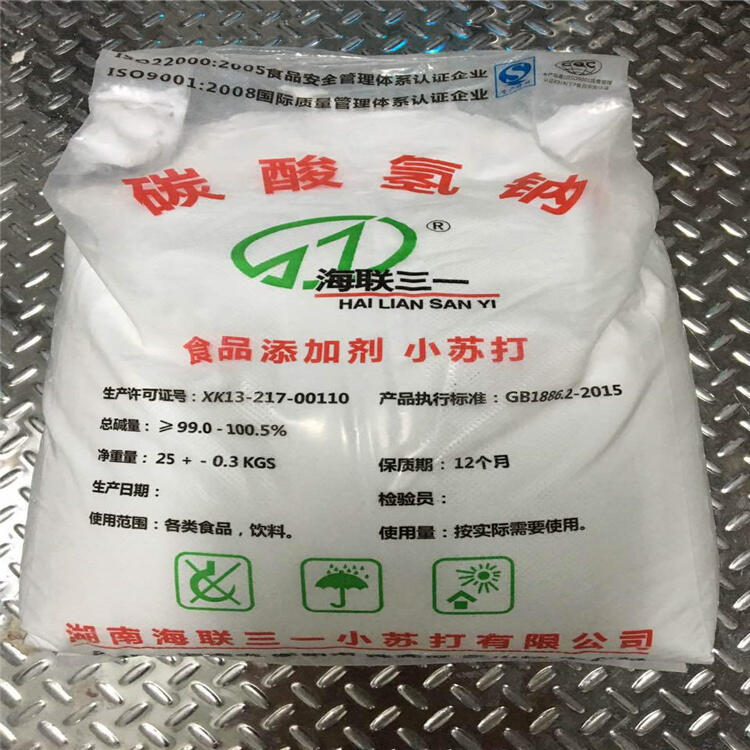 ISO22000:2005食品安全管理体系认证企业
ISO9001:2008国际质量管理体系认证企业
CQC
碳酸氢钠
®
海联三一
HAI LIAN SAN YI
食品添加剂 小苏打
生产许可证号：XK13-217-00110 产品执行标准：GB1886.2-2015
总碱量：≥99.0-100.5%
净重量：25 + - 0.3 KGS 保质期：12个月
生产日期： 检验员：
使用范围：各类食品，饮料。 使用量：按实际需要使用。
湖南海联三一小苏打有限公司